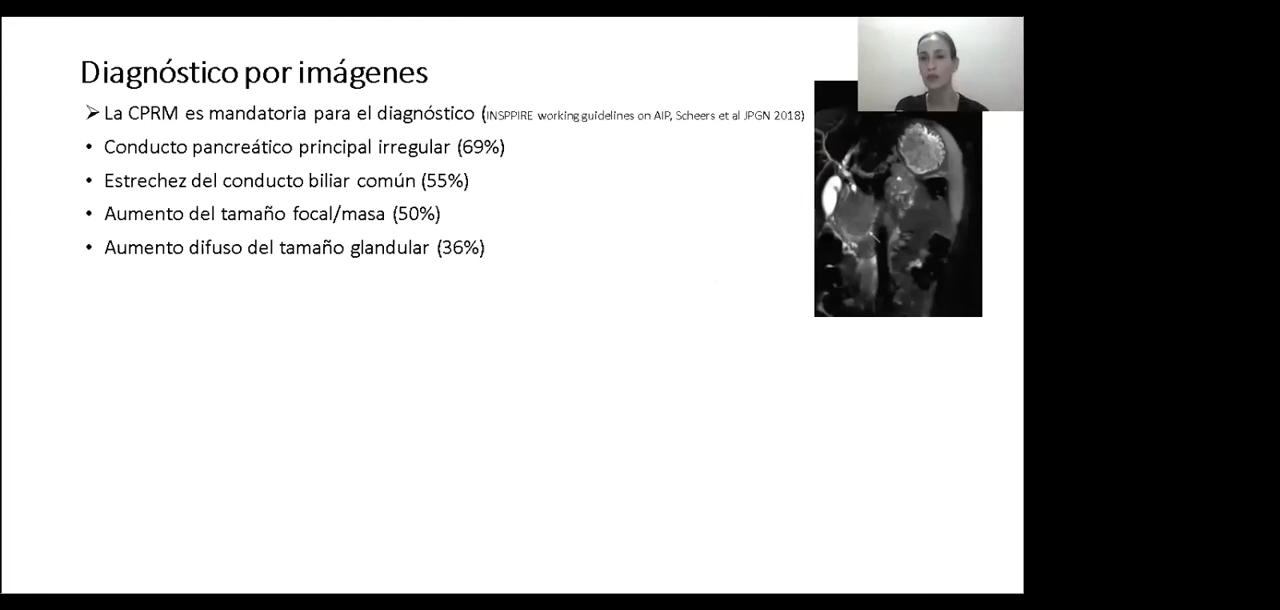 Diagnóstico por imágenes
➢ La CPRM es mandatoria para el diagnóstico (INSPPIRE working guidelines on AIP, Scheers et al JPGN 2018)
• Conducto pancreático principal irregular (69%)
• Estrechez del conducto biliar común (55%)
• Aumento del tamaño focal/masa (50%)
• Aumento difuso del tamaño glandular (36%)